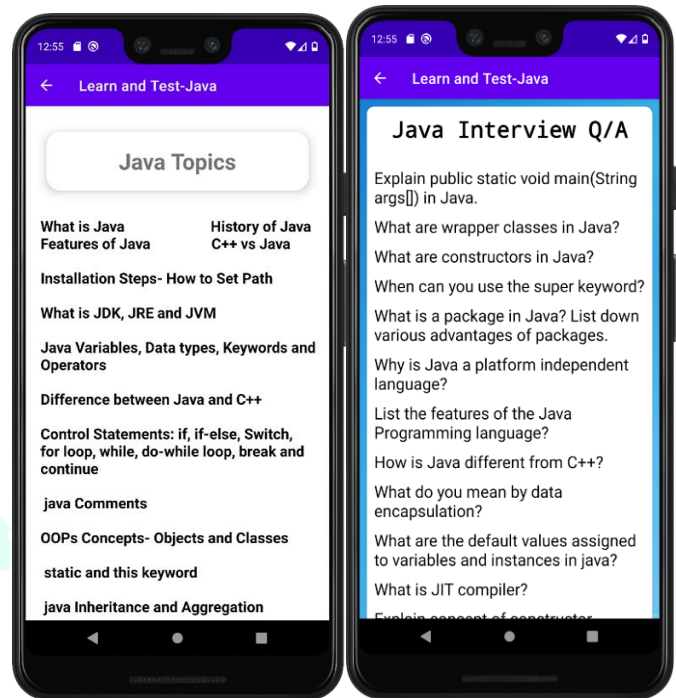 12:55
Learn and Test-Java
Java Topics
What is Java History of Java
Features of Java C++ vs Java
Installation Steps- How to Set Path
What is JDK, JRE and JVM
Java Variables, Data types, Keywords and
Operators
Difference between Java and C++
Control Statements: if, if-else, Switch,
for loop, while, do-while loop, break and
continue
java Comments
OOPs Concepts- Objects and Classes
static and this keyword
java Inheritance and Aggregation
12:55
Learn and Test-Java
Java Interview Q/A
Explain public static void main(String
args[]) in Java.
What are wrapper classes in Java?
What are constructors in Java?
When can you use the super keyword?
What is a package in Java? List down
various advantages of packages.
Why is Java a platform independent
language?
List the features of the Java
Programming language?
How is Java different from C++?
What do you mean by data
encapsulation?
What are the default values assigned
to variables and instances in java?
What is JIT compiler?
Explain concept of constructor